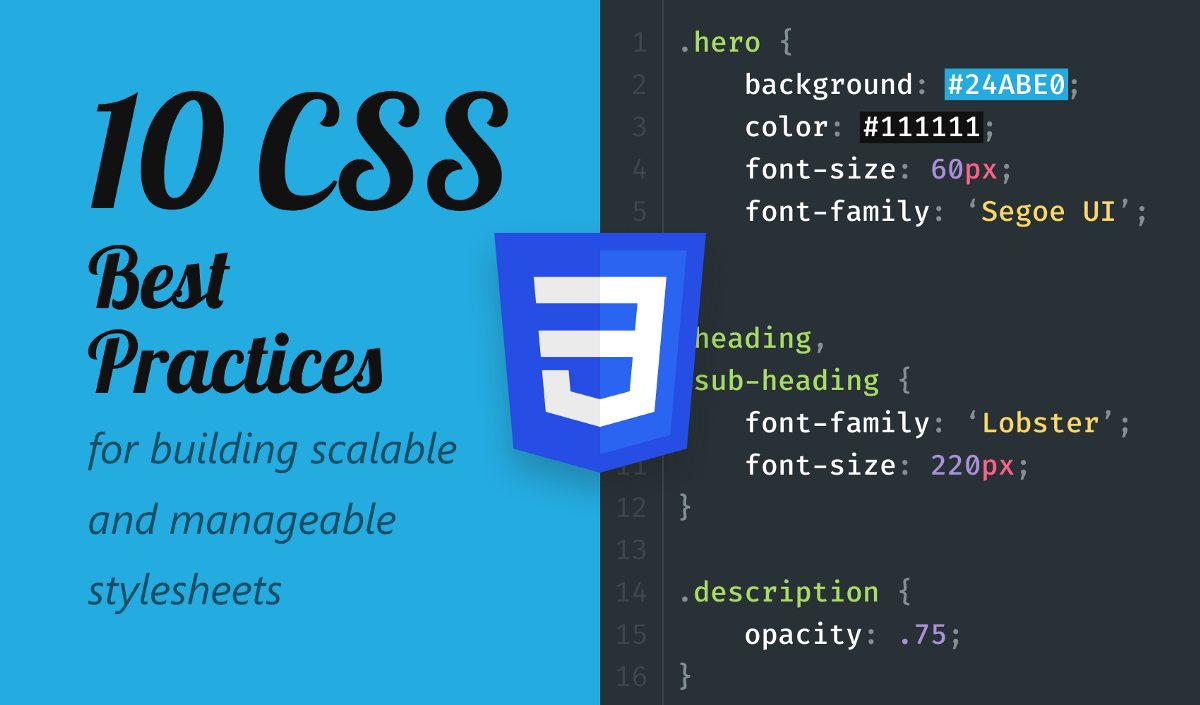 10 CSS
Best
Practices
for building scalable
and manageable
stylesheets
1 .hero {
2 background: #24ABE0;
3 color: #111111;
4 font-size: 60px;
5 font-family: ‘Segoe UI’;
heading,
sub-heading {
font-family: ‘Lobster’;
11 font-size: 220px;
12 }
13
14 .description {
15 opacity: .75;
16 }